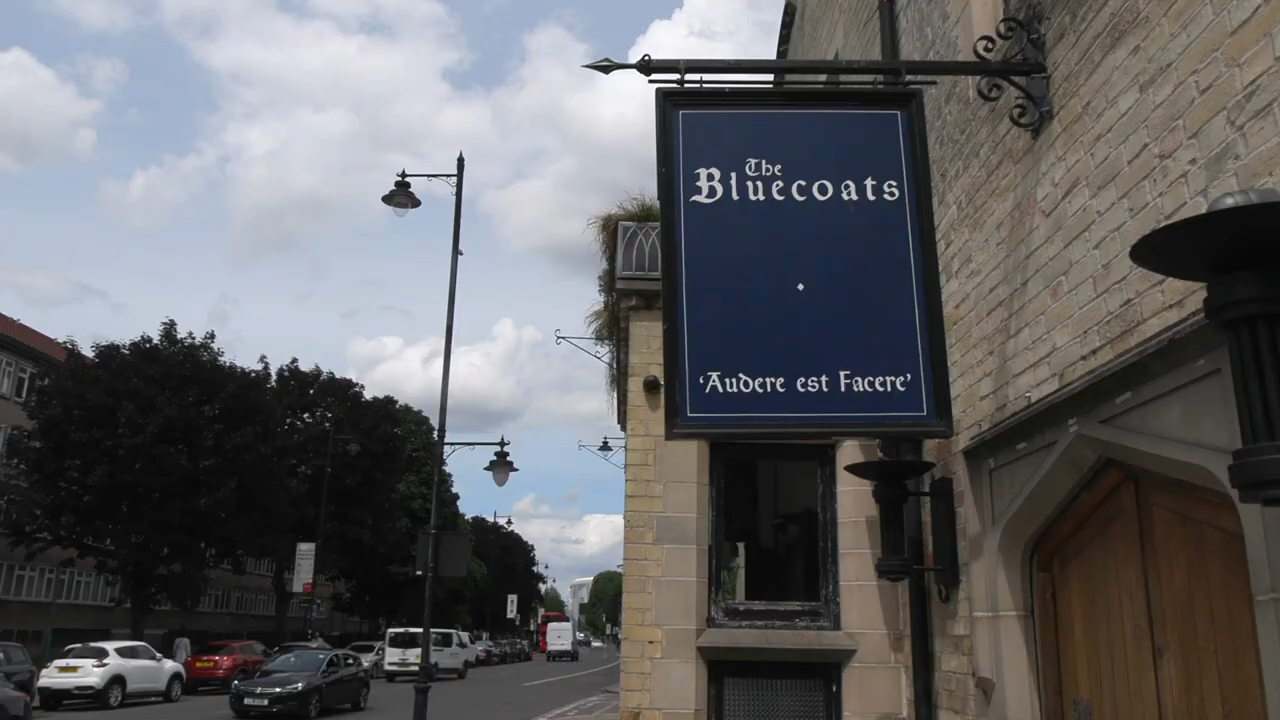 The
Bluecoats
‘Audere est Facere’